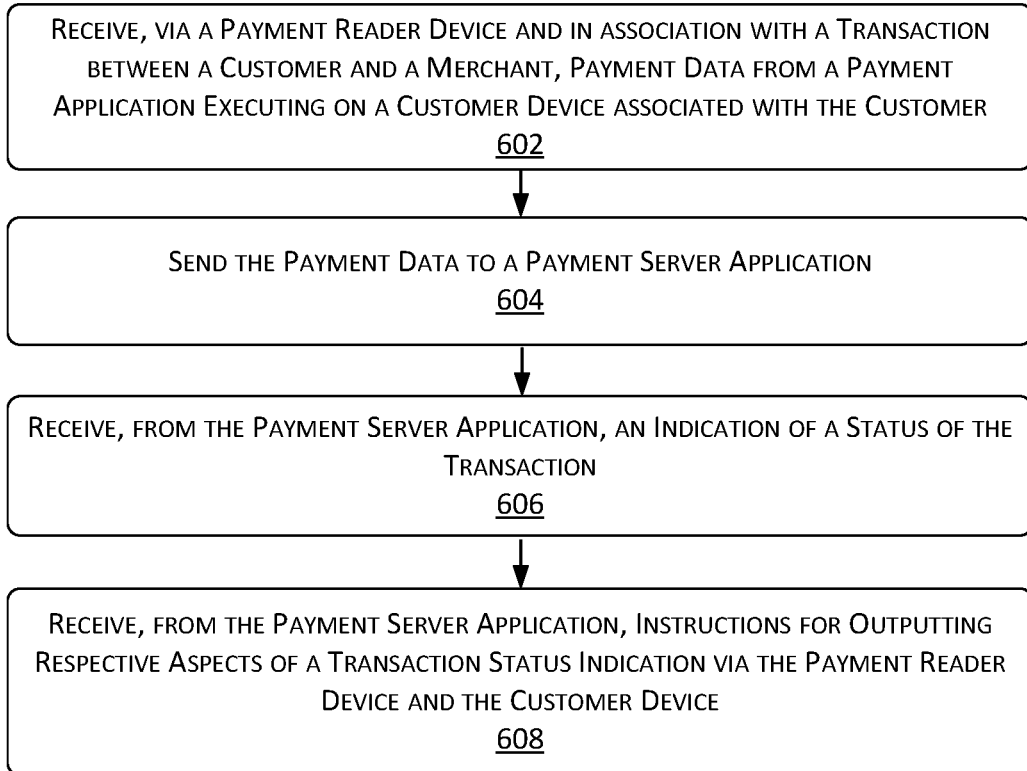 RECEIVE, VIA A PAYMENT READER DEVICE AND IN ASSOCIATION WITH A TRANSACTION
BETWEEN A CUSTOMER AND A MERCHANT, PAYMENT DATA FROM A PAYMENT
APPLICATION EXECUTING ON A CUSTOMER DEVICE ASSOCIATED WITH THE CUSTOMER
602
SEND THE PAYMENT DATA TO A PAYMENT SERVER APPLICATION
604
RECEIVE, FROM THE PAYMENT SERVER APPLICATION, AN INDICATION OF A STATUS OF THE
TRANSACTION
606
RECEIVE, FROM THE PAYMENT SERVER APPLICATION, INSTRUCTIONS FOR OUTPUTTING
RESPECTIVE ASPECTS OF A TRANSACTION STATUS INDICATION VIA THE PAYMENT READER
DEVICE AND THE CUSTOMER DEVICE
608